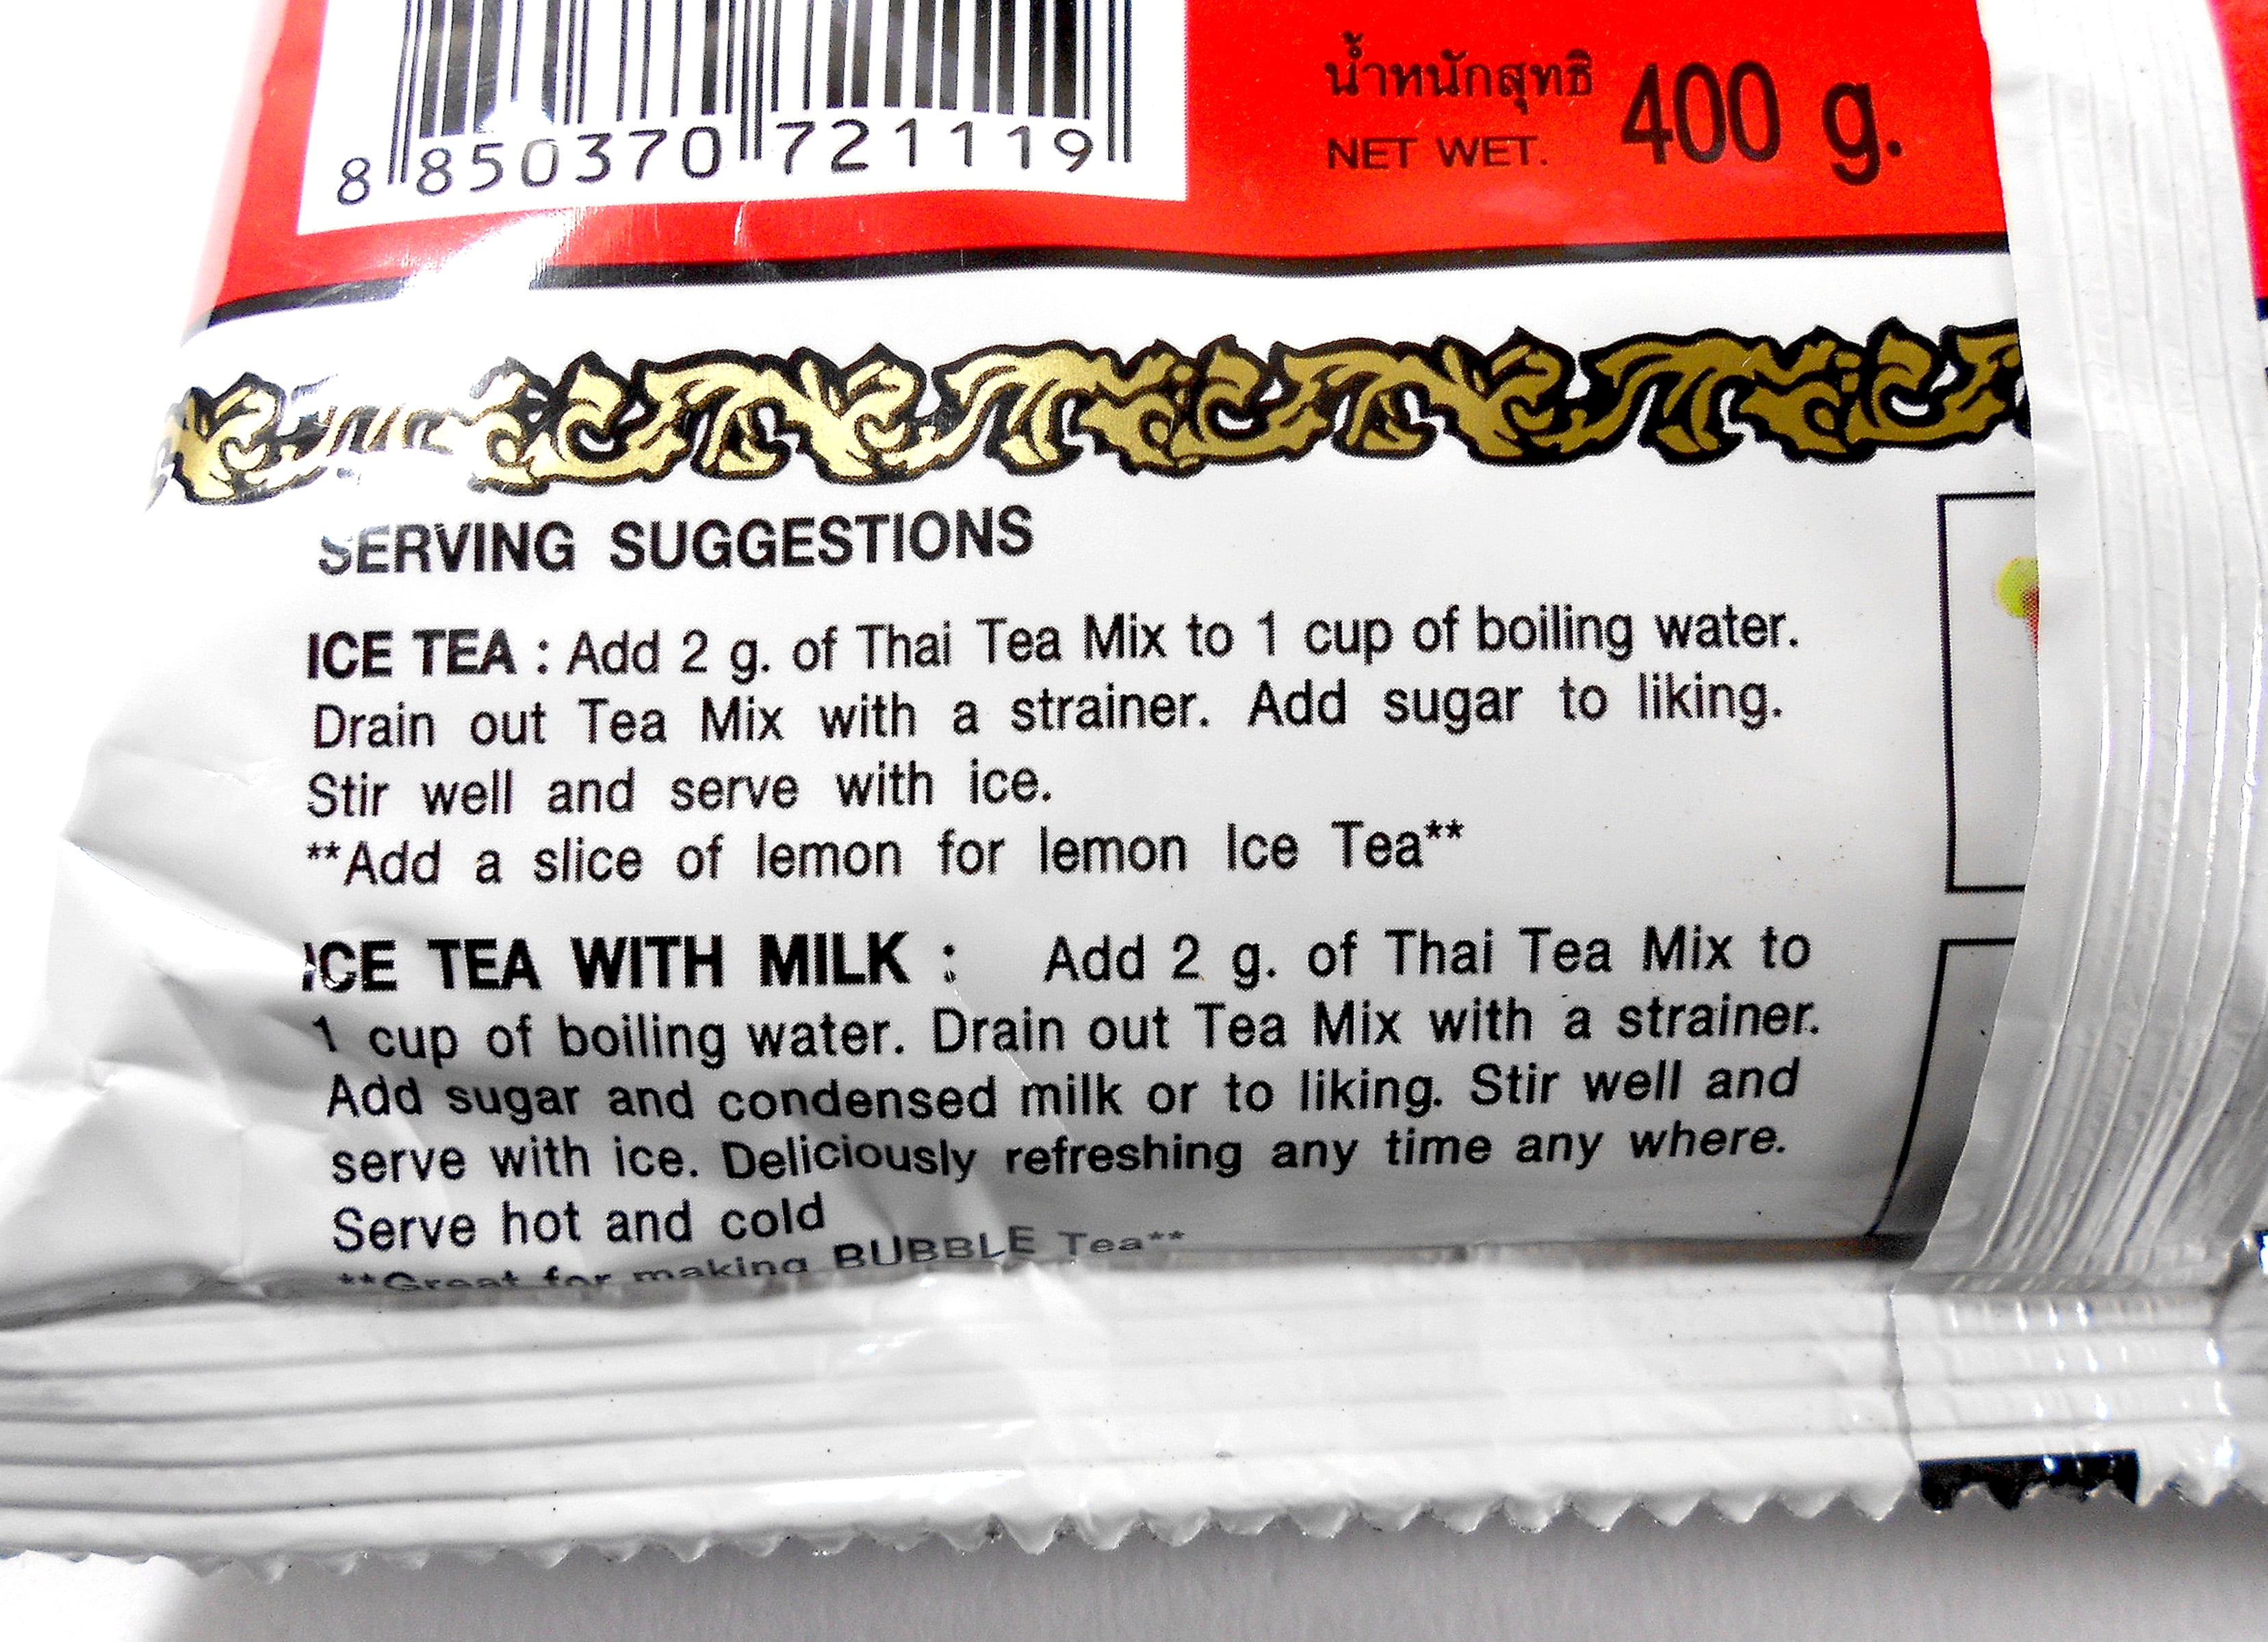 8 850370 721119
น้ำหนักสุทธิ 400 g.
NET WET.
SERVING SUGGESTIONS
ICE TEA : Add 2 g. of Thai Tea Mix to 1 cup of boiling water.
Drain out Tea Mix with a strainer. Add sugar to liking.
Stir well and serve with ice.
**Add a slice of lemon for lemon Ice Tea**
ICE TEA WITH MILK : Add 2 g. of Thai Tea Mix to
1 cup of boiling water. Drain out Tea Mix with a strainer.
Add sugar and condensed milk or to liking. Stir well and
serve with ice. Deliciously refreshing any time any where.
Serve hot and cold
**Great for making BUBBLE Tea**